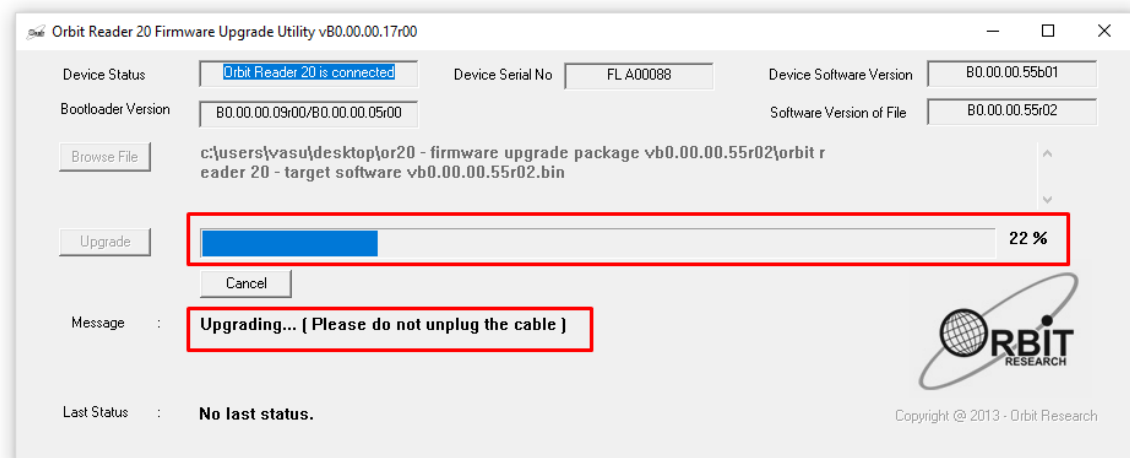 Orbit Reader 20 Firmware Upgrade Utility vB0.00.00.17r00
Device Status Orbit Reader 20 is connected Device Serial No FL A00088 Device Software Version B0.00.00.55b01
Bootloader Version B0.00.00.09r00/B0.00.00.05r00 Software Version of File B0.00.00.55r02
Browse File c:\users\vasu\desktop\or20 - firmware upgrade package vb0.00.00.55r02\orbit r
eader 20 - target software vb0.00.00.55r02.bin
Upgrade 22 %
Cancel
Message : Upgrading... ( Please do not unplug the cable )
ORBIT
RESEARCH
Last Status : No last status.
Copyright @ 2013 - Orbit Research